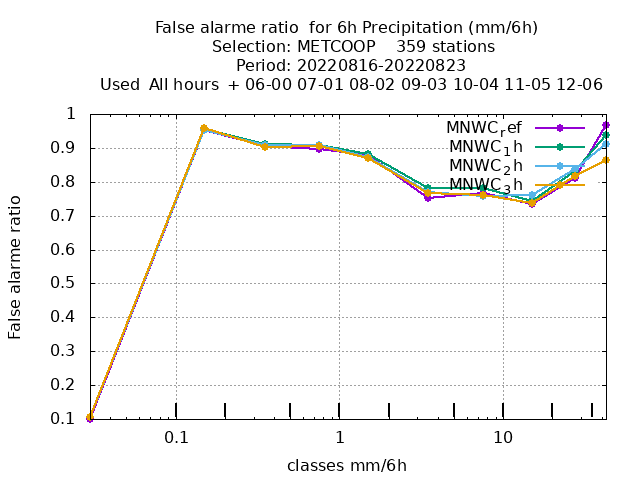 False alarme ratio  for 6h Precipitation (mm/6h)
Selection: METCOOP    359 stations
Period: 20220816-20220823
Used  All hours  + 06-00 07-01 08-02 09-03 10-04 11-05 12-06
MNWC_ref
MNWC_1h
MNWC_2h
MNWC_3h
1
0.9
0.8
0.7
0.6
0.5
0.4
0.3
0.2
0.1
False alarme ratio
0.1 1 10
classes mm/6h